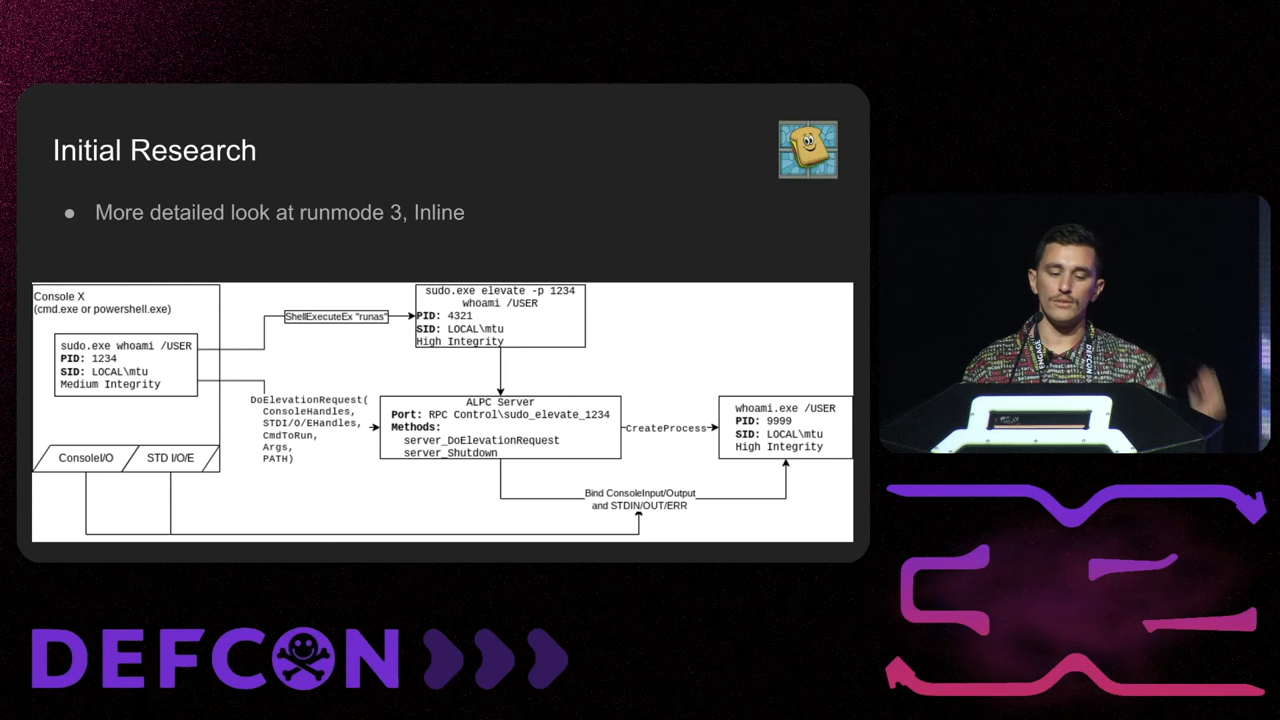 Initial Research
● More detailed look at runmode 3, Inline
Console X
(cmd.exe or powershell.exe)
sudo.exe whoami /USER
PID: 1234
SID: LOCAL\mtu
Medium Integrity
ConsoleI/O
STD I/O/E
ShellExecuteEx "runas"
sudo.exe elevate -p 1234
whoami /USER
PID: 4321
SID: LOCAL\mtu
High Integrity
DoElevationRequest(
ConsoleHandles,
STDI/O/EHandles,
CmdToRun,
Args,
PATH)
ALPC Server
Port: RPC Control\sudo_elevate_1234
Methods:
server_DoElevationRequest
server_Shutdown
CreateProcess
whoami.exe /USER
PID: 9999
SID: LOCAL\mtu
High Integrity
Bind ConsoleInput/Output
and STDIN/OUT/ERR
ENGAGE
DEFCON
DEFCON